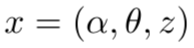 x = (α, θ, z)